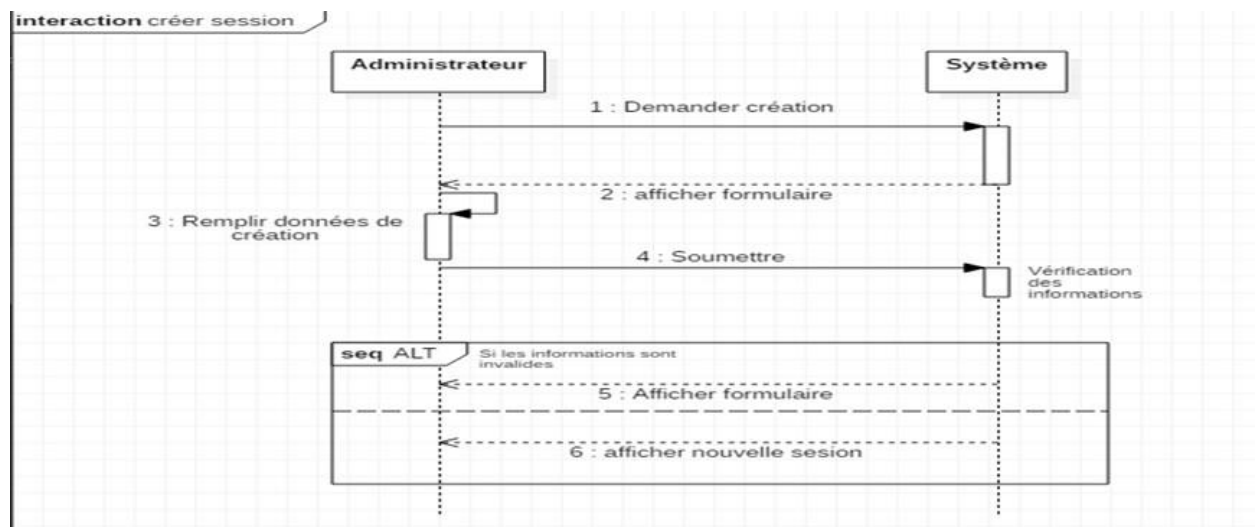 interaction créer session
Administrateur
Système
1 : Demander création
2 : afficher formulaire
3 : Remplir données de
création
4 : Soumettre
Vérification
des
informations
seq ALT
Si les informations sont
invalides
5 : Afficher formulaire
6 : afficher nouvelle sesion